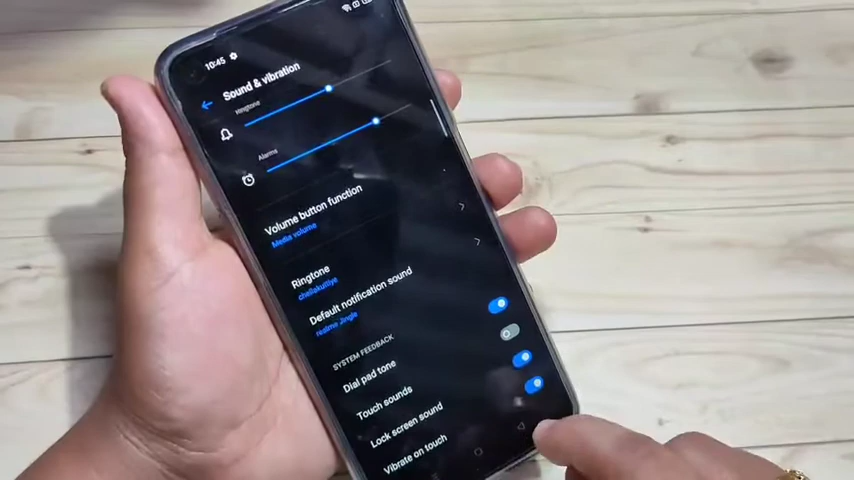 10:45
Sound & vibration
Ringtone
Alarms
Volume button function
Media volume
Ringtone
chellakuttiye
Default notification sound
realme Jingle
SYSTEM FEEDBACK
Dial pad tone
Touch sounds
Lock screen sound
Vibrate on touch